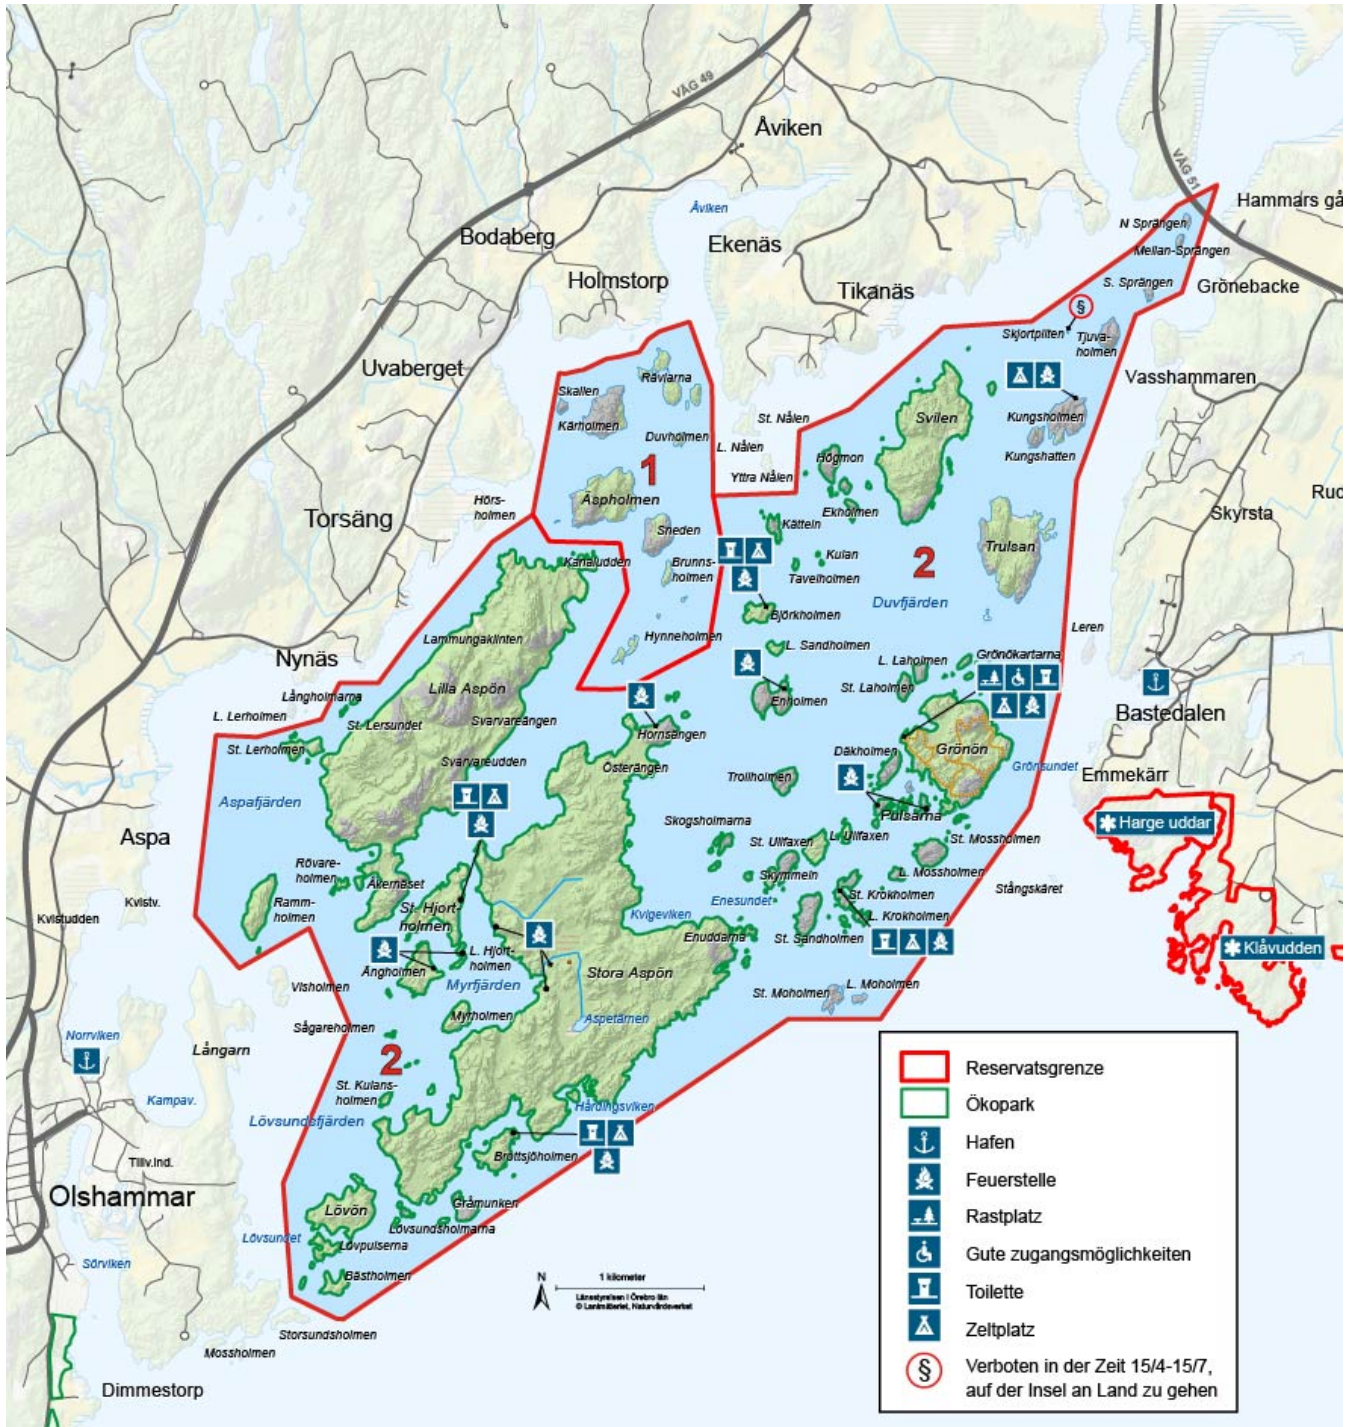 VÄG 49
Åviken
VÄG 51
Hammars gå
Åviken
Bodaberg
Ekenäs
N Sprängen
Mellan-Sprängen
Holmstorp
Tikanäs
S. Sprängen
Grönebacke
§
Skjortpilten
Tjuva-
holmen
Uvaberget
Rävlarna
Skallen
Kärholmen
Vasshammaren
Svilen
Kungsholmen
St. Nålen
Duvholmen
L. Nålen
Kungshatten
Högmon
1
Yttra Nålen
Aspholmen
Hörs-
holmen
Ruc
Torsäng
Ekholmen
Skyrsta
Sneden
Kätteln
Trulsan
Kanaludden
Brunns-
holmen
Kulan
2
Tavelholmen
Duvfjärden
Björkholmen
Leren
Lammungaklinten
Hynneholmen
L. Sandholmen
Nynäs
L. Laholmen
Grönökartarna
Långholmarna
Lilla Aspön
St. Laholmen
Enholmen
L. Lerholmen
St. Lersundet
Svarvareängen
Bastedalen
Hornsängen
St. Lerholmen
Däkholmen
Grönön
Svarvareudden
Österängen
Trollholmen
Grönsundet
Emmekärr
Aspafjärden
Pulsarna
Harge uddar
Aspa
Skogsholmarna
L. Ullfaxen
St. Ullfaxen
St. Mossholmen
Rövare-
holmen
Skymmeln
L. Mossholmen
Åkernäset
Stångskäret
Kvistv.
Ramm-
holmen
St. Hjort-
holmen
Enesundet
St. Krokholmen
Kvistudden
Kvigeviken
L. Krokholmen
Enuddarna
St. Sandholmen
Klåvudden
L. Hjort-
holmen
Ängholmen
Stora Aspön
Visholmen
Myrfjärden
L. Moholmen
St. Moholmen
Myrholmen
Aspetärnen
Sågareholmen
Norrviken
Långarn
2
St. Kulans-
holmen
Kampav.
Hårdingsviken
Lövsundsfjärden
Brottsjöholmen
Tillv.ind.
Olshammar
Gråmunken
Lövön
Lövsundsholmarna
Lövsundet
Lövpulserna
Sörviken
Bästholmen
N
1 kilometer
Länsstyrelsen i Örebro län
© Lantmäteriet, Naturvårdsverket
Storsundsholmen
Mossholmen
Dimmestorp
Reservatsgrenze
Ökopark
Hafen
Feuerstelle
Rastplatz
Gute zugangsmöglichkeiten
Toilette
Zeltplatz
§ Verboten in der Zeit 15/4-15/7,
auf der Insel an Land zu gehen